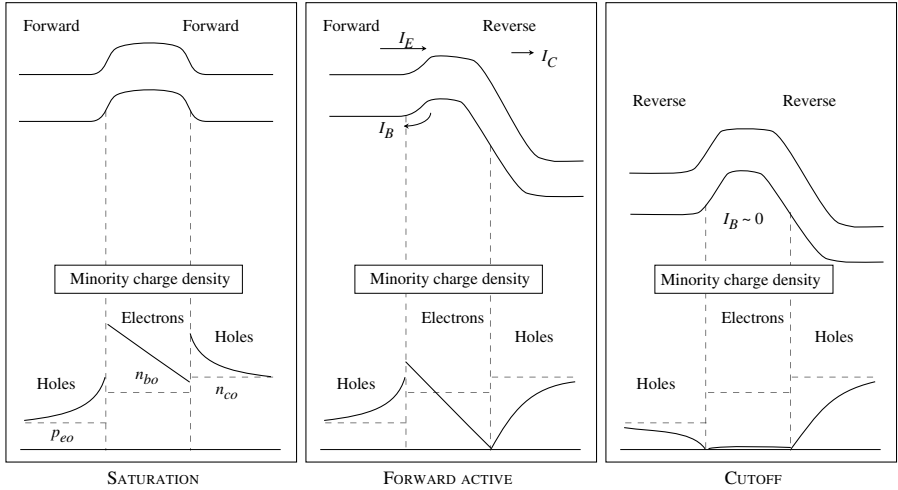 Forward Forward
Minority charge density
Electrons
Holes
Holes
n_bo
n_co
p_eo
SATURATION
Forward Reverse
I_E
I_C
I_B
Minority charge density
Electrons
Holes
Holes
FORWARD ACTIVE
Reverse Reverse
I_B ~ 0
Minority charge density
Electrons
Holes
Holes
CUTOFF